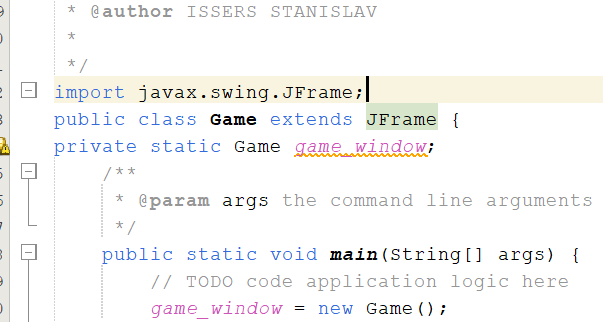 * @author ISSERS STANISLAV
*
*/
import javax.swing.JFrame;
public class Game extends JFrame {
private static Game game_window;
/**
* @param args the command line arguments
*/
public static void main(String[] args) {
// TODO code application logic here
game_window = new Game();